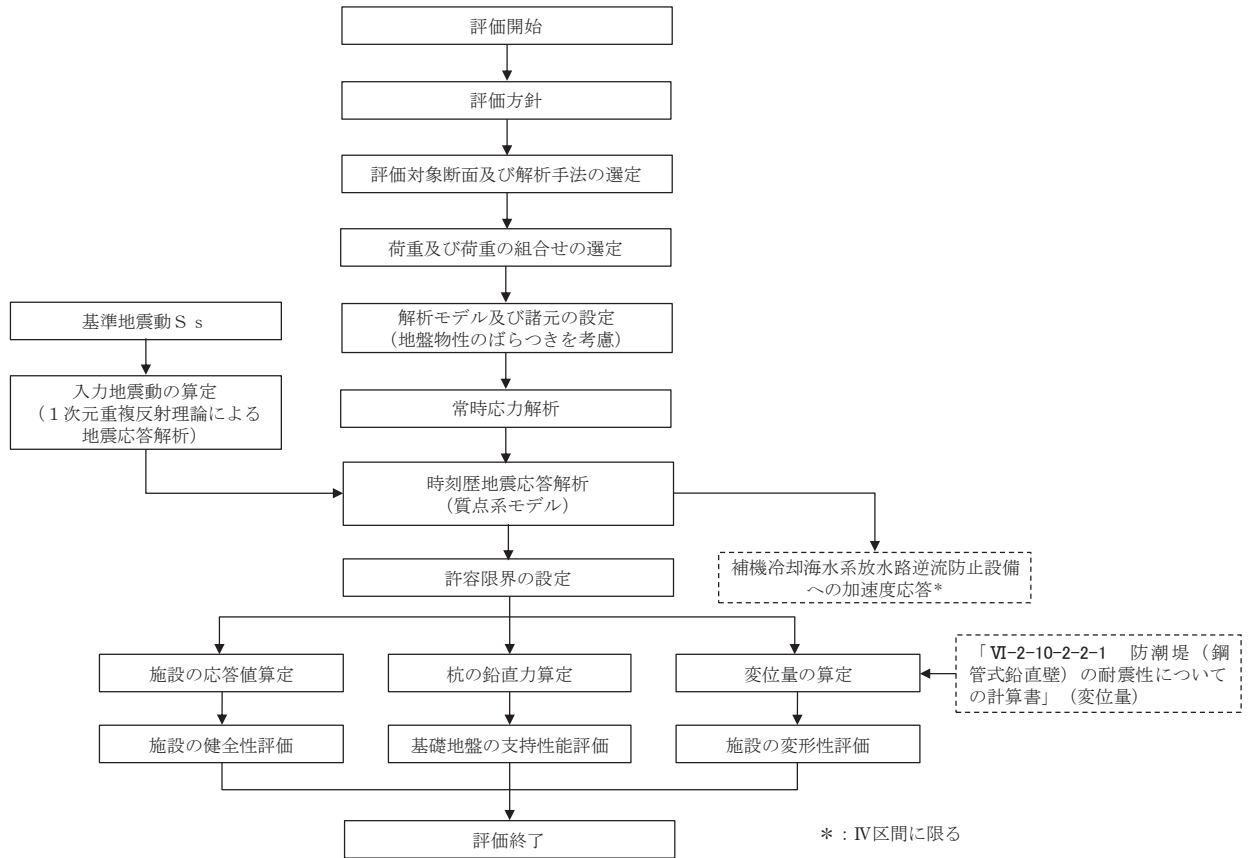 評価開始
評価方針
評価対象断面及び解析手法の選定
荷重及び荷重の組合せの選定
基準地震動Ｓｓ
解析モデル及び諸元の設定
(地盤物性のばらつきを考慮)
入力地震動の算定
（１次元重複反射理論による
地震応答解析）
常時応力解析
時刻歴地震応答解析
(質点系モデル)
補機冷却海水系放水路逆流防止設備
への加速度応答*
許容限界の設定
施設の応答値算定
杭の鉛直力算定
変位量の算定
「Ⅵ-2-10-2-2-1　防潮堤（鋼
管式鉛直壁）の耐震性について
の計算書」（変位量）
施設の健全性評価
基礎地盤の支持性能評価
施設の変形性評価
評価終了
＊：Ⅳ区間に限る